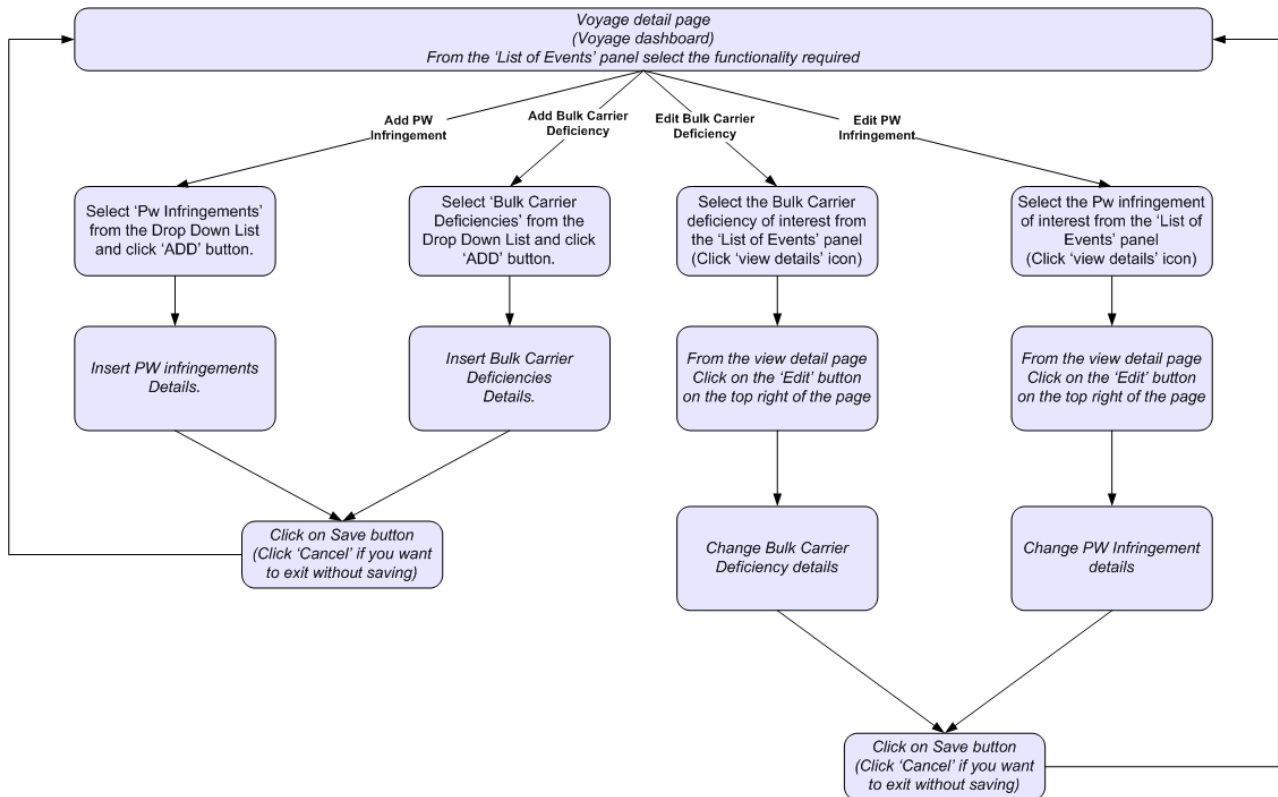 Voyage detail page
(Voyage dashboard)
From the ‘List of Events’ panel select the functionality required
Add PW
Infringement
Add Bulk Carrier
Deficiency
Edit Bulk Carrier
Deficiency
Edit PW
Infringement
Select ‘Pw Infringements’
from the Drop Down List
and click ‘ADD’ button.
Select ‘Bulk Carrier
Deficiencies’ from the
Drop Down List and click
‘ADD’ button.
Select the Bulk Carrier
deficiency of interest from
the ‘List of Events’ panel
(Click ‘view details’ icon)
Select the Pw infringement
of interest from the ‘List of
Events’ panel
(Click ‘view details’ icon)
Insert PW infringements
Details.
Insert Bulk Carrier
Deficiencies
Details.
From the view detail page
Click on the ‘Edit’ button
on the top right of the page
From the view detail page
Click on the ‘Edit’ button
on the top right of the page
Click on Save button
(Click ‘Cancel’ if you want
to exit without saving)
Change Bulk Carrier
Deficiency details
Change PW Infringement
details
Click on Save button
(Click ‘Cancel’ if you want
to exit without saving)